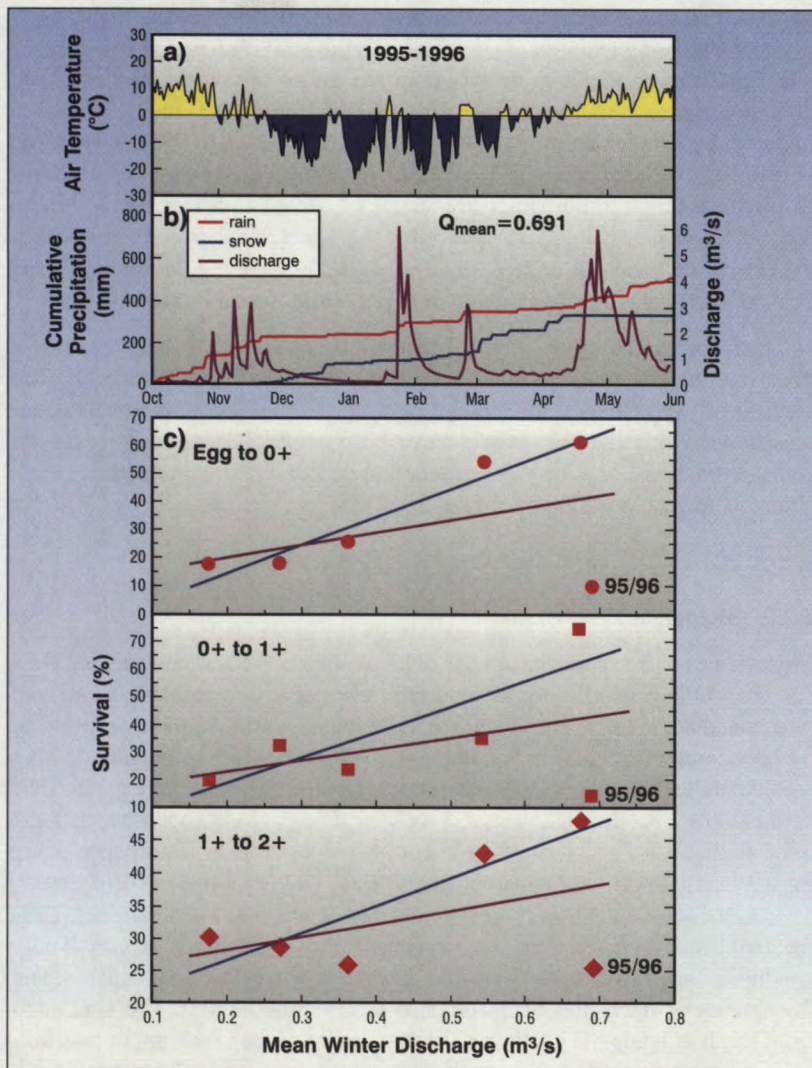 a)
1995-1996
30
20
10
0
-10
-20
-30
Air Temperature
(°C)
b)
rain
snow
discharge
Qmean=0.691
800
600
400
200
0
Cumulative
Precipitation
(mm)
6
5
4
3
2
1
0
Discharge (m³/s)
Oct Nov Dec Jan Feb Mar Apr May Jun
c)
Egg to 0+
70
60
50
40
30
20
10
0
95/96
0+ to 1+
70
60
50
40
30
20
10
95/96
Survival (%)
1+ to 2+
45
40
35
30
25
20
95/96
0.1 0.2 0.3 0.4 0.5 0.6 0.7 0.8
Mean Winter Discharge (m³/s)